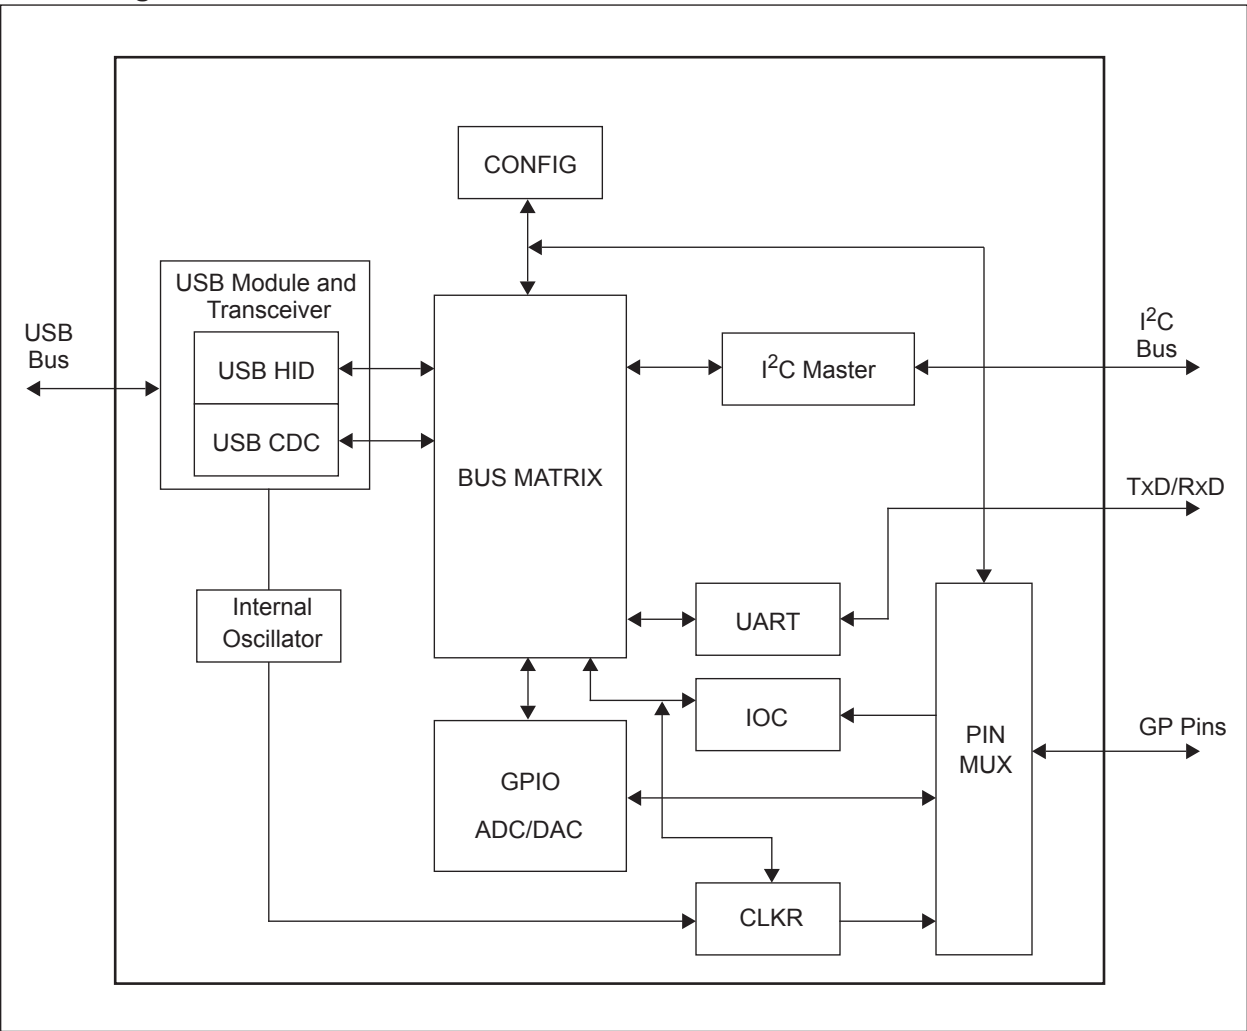 CONFIG
USB Module and
Transceiver
USB HID
USB CDC
USB
Bus
BUS MATRIX
I²C Master
I²C
Bus
TXD/RXD
UART
Internal
Oscillator
IOC
PIN
MUX
GP Pins
GPIO
ADC/DAC
CLKR